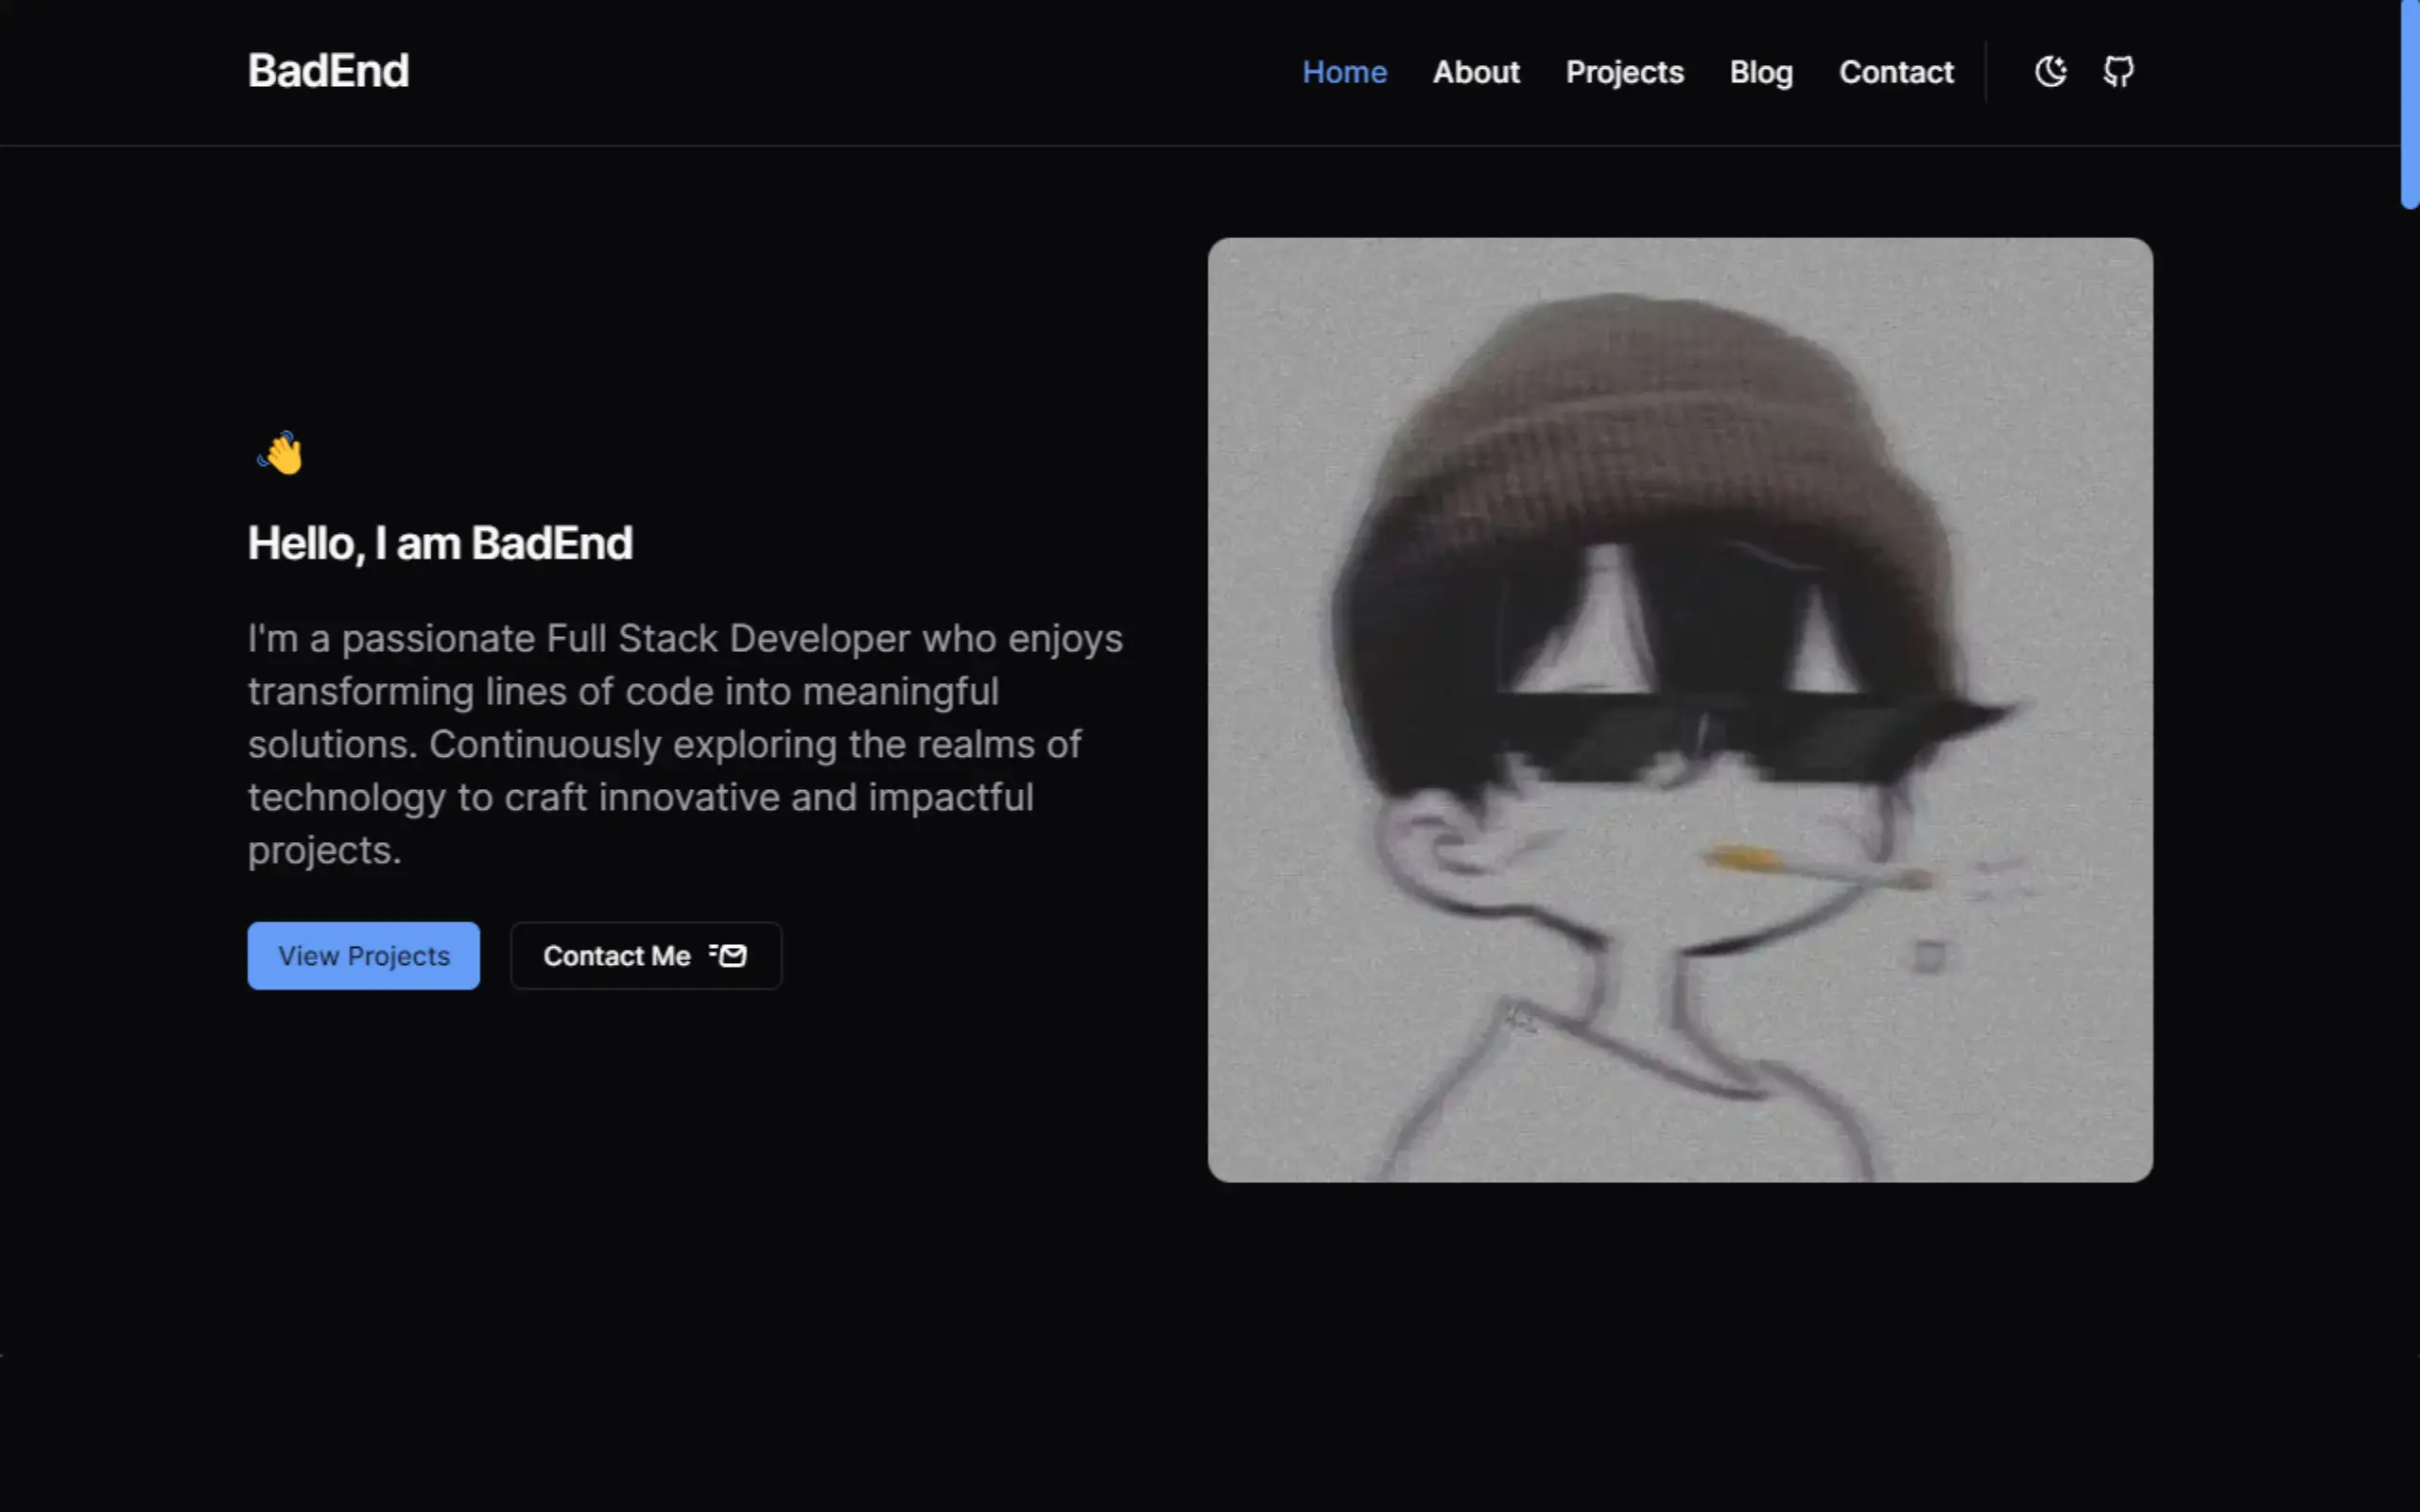 BadEnd
Home About Projects Blog Contact
Hello, I am BadEnd
I'm a passionate Full Stack Developer who enjoys
transforming lines of code into meaningful
solutions. Continuously exploring the realms of
technology to craft innovative and impactful
projects.
View Projects
Contact Me